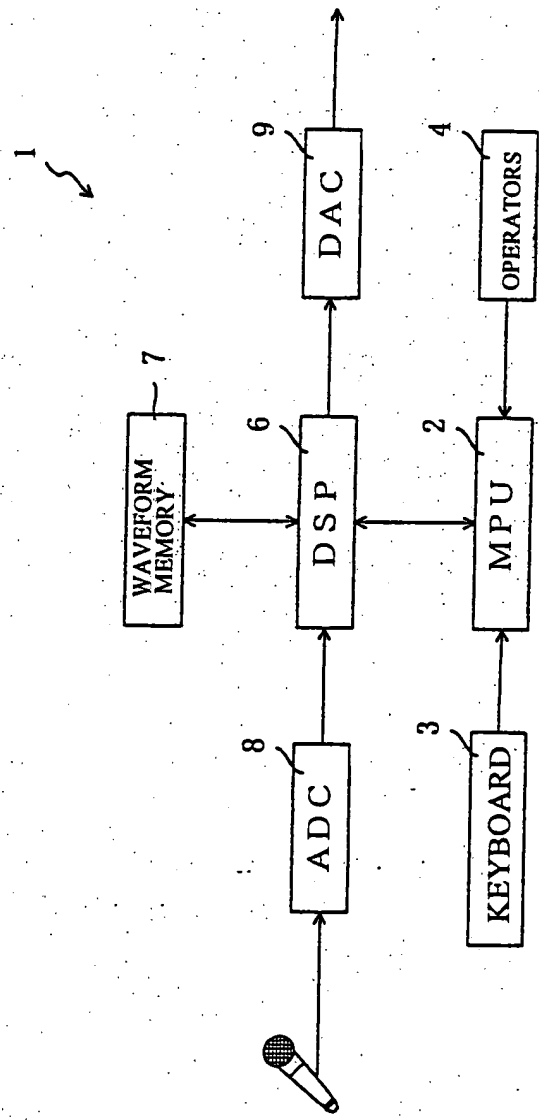 1
7
WAVEFORM
MEMORY
8
ADC
6
DSP
9
DAC
3
KEYBOARD
2
MPU
4
OPERATORS